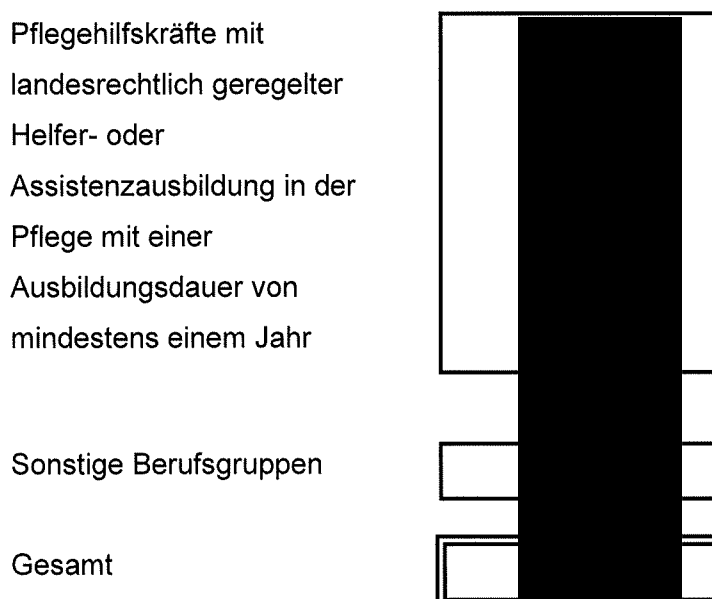 Pflegehilfskräfte mit
landesrechtlich geregelter
Helfer- oder
Assistenzausbildung in der
Pflege mit einer
Ausbildungsdauer von
mindestens einem Jahr
Sonstige Berufsgruppen
Gesamt